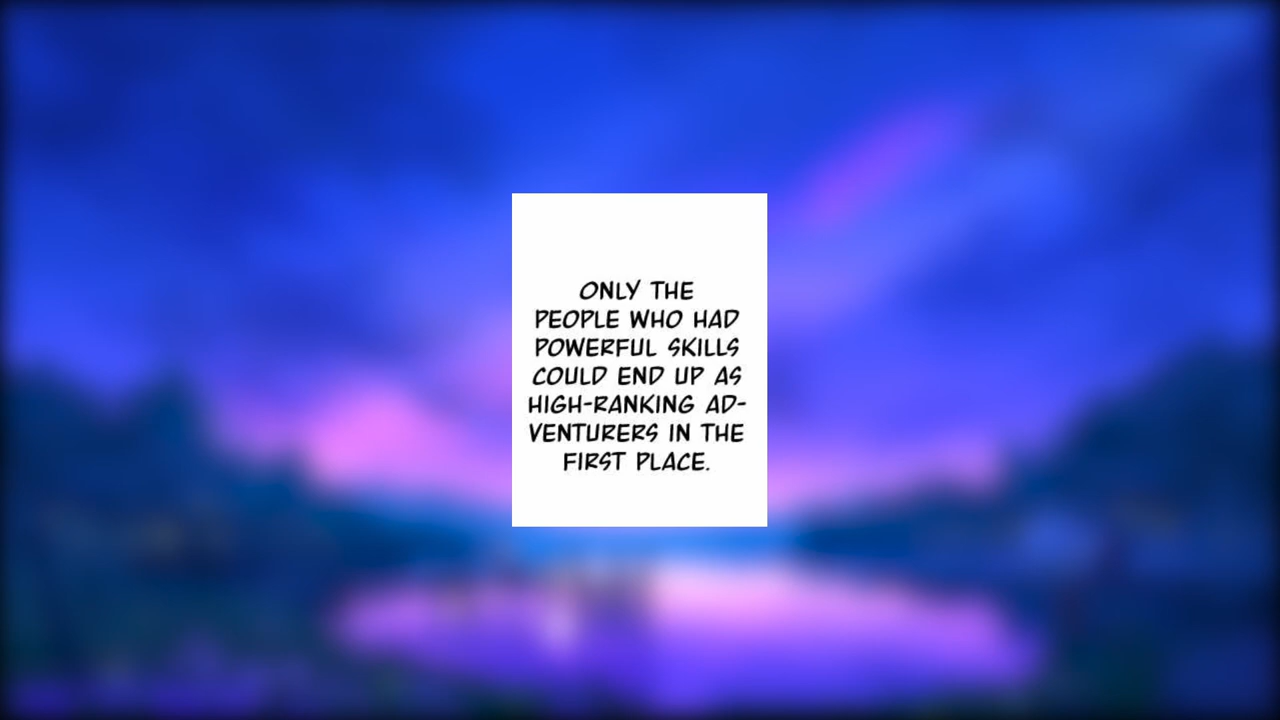 ONLY THE
PEOPLE WHO HAD
POWERFUL SKILLS
COULD END UP AS
HIGH-RANKING AD-
VENTURERS IN THE
FIRST PLACE.